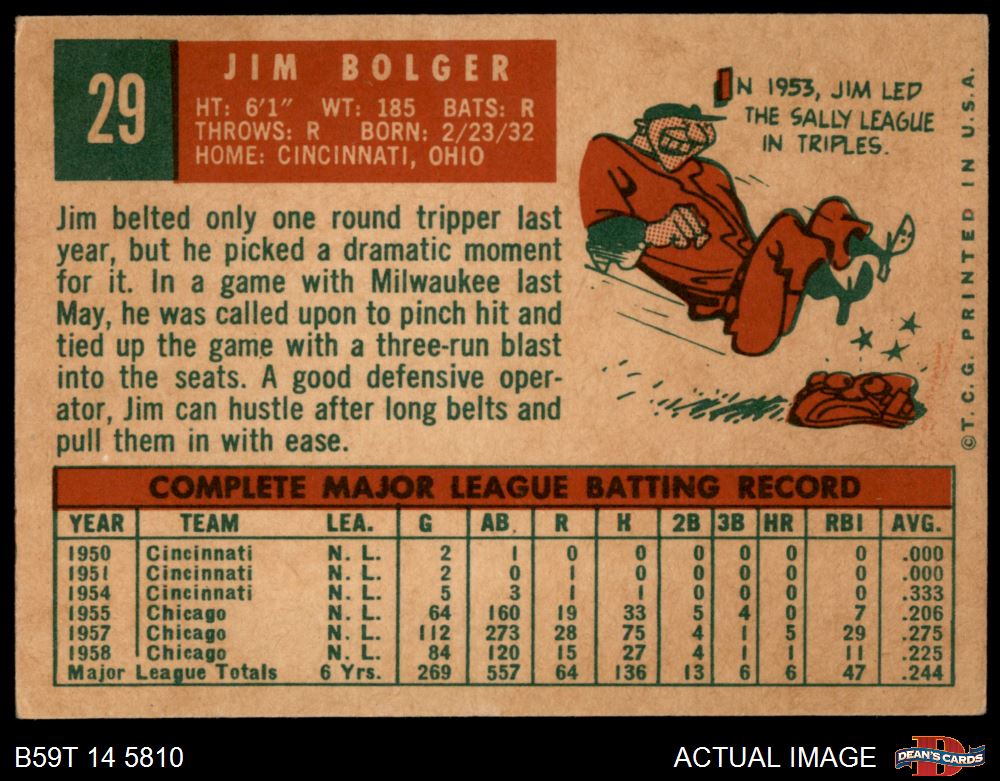 29
JIM BOLGER
HT: 6'1" WT: 185 BATS: R
THROWS: R BORN: 2/23/32
HOME: CINCINNATI, OHIO
IN 1953, JIM LED
THE SALLY LEAGUE
IN TRIPLES.
©T. C. G. PRINTED IN U.S.A.
Jim belted only one round tripper last
year, but he picked a dramatic moment
for it. In a game with Milwaukee last
May, he was called upon to pinch hit and
tied up the game with a three-run blast
into the seats. A good defensive oper-
ator, Jim can hustle after long belts and
pull them in with ease.
COMPLETE MAJOR LEAGUE BATTING RECORD
YEAR TEAM LEA. G AB. R H 2B 3B HR RBI AVG.
1950 Cincinnati N. L. 2 1 0 0 0 0 0 0 .000
1951 Cincinnati N. L. 2 0 1 0 0 0 0 0 .000
1954 Cincinnati N. L. 5 3 1 1 0 0 0 0 .333
1955 Chicago N. L. 64 160 19 33 5 4 0 7 .206
1957 Chicago N. L. 112 273 28 75 4 1 5 29 .275
1958 Chicago N. L. 84 120 15 27 4 1 1 11 .225
Major League Totals 6 Yrs. 269 557 64 136 13 6 6 47 .244
B59T 14 5810
ACTUAL IMAGE
DEAN'S CARDS